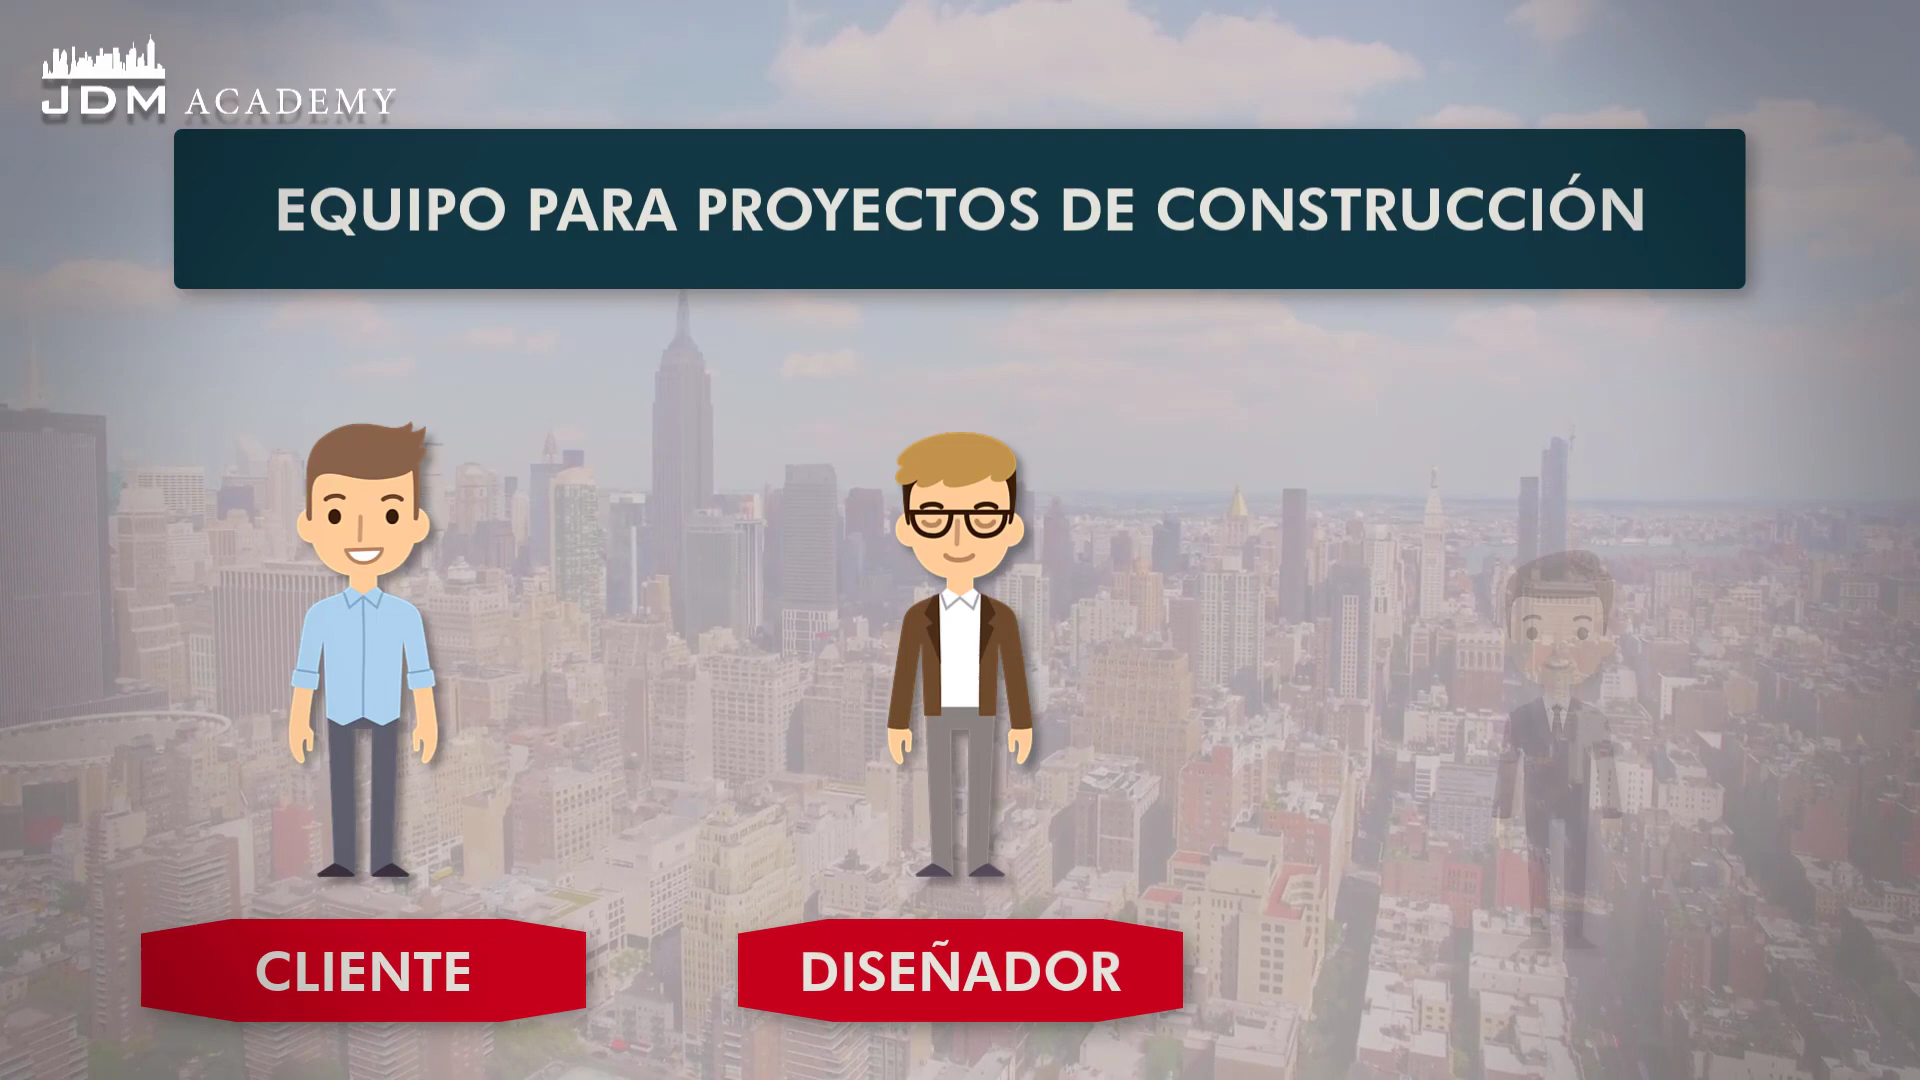 JDM ACADEMY
EQUIPO PARA PROYECTOS DE CONSTRUCCIÓN
CLIENTE
DISEÑADOR